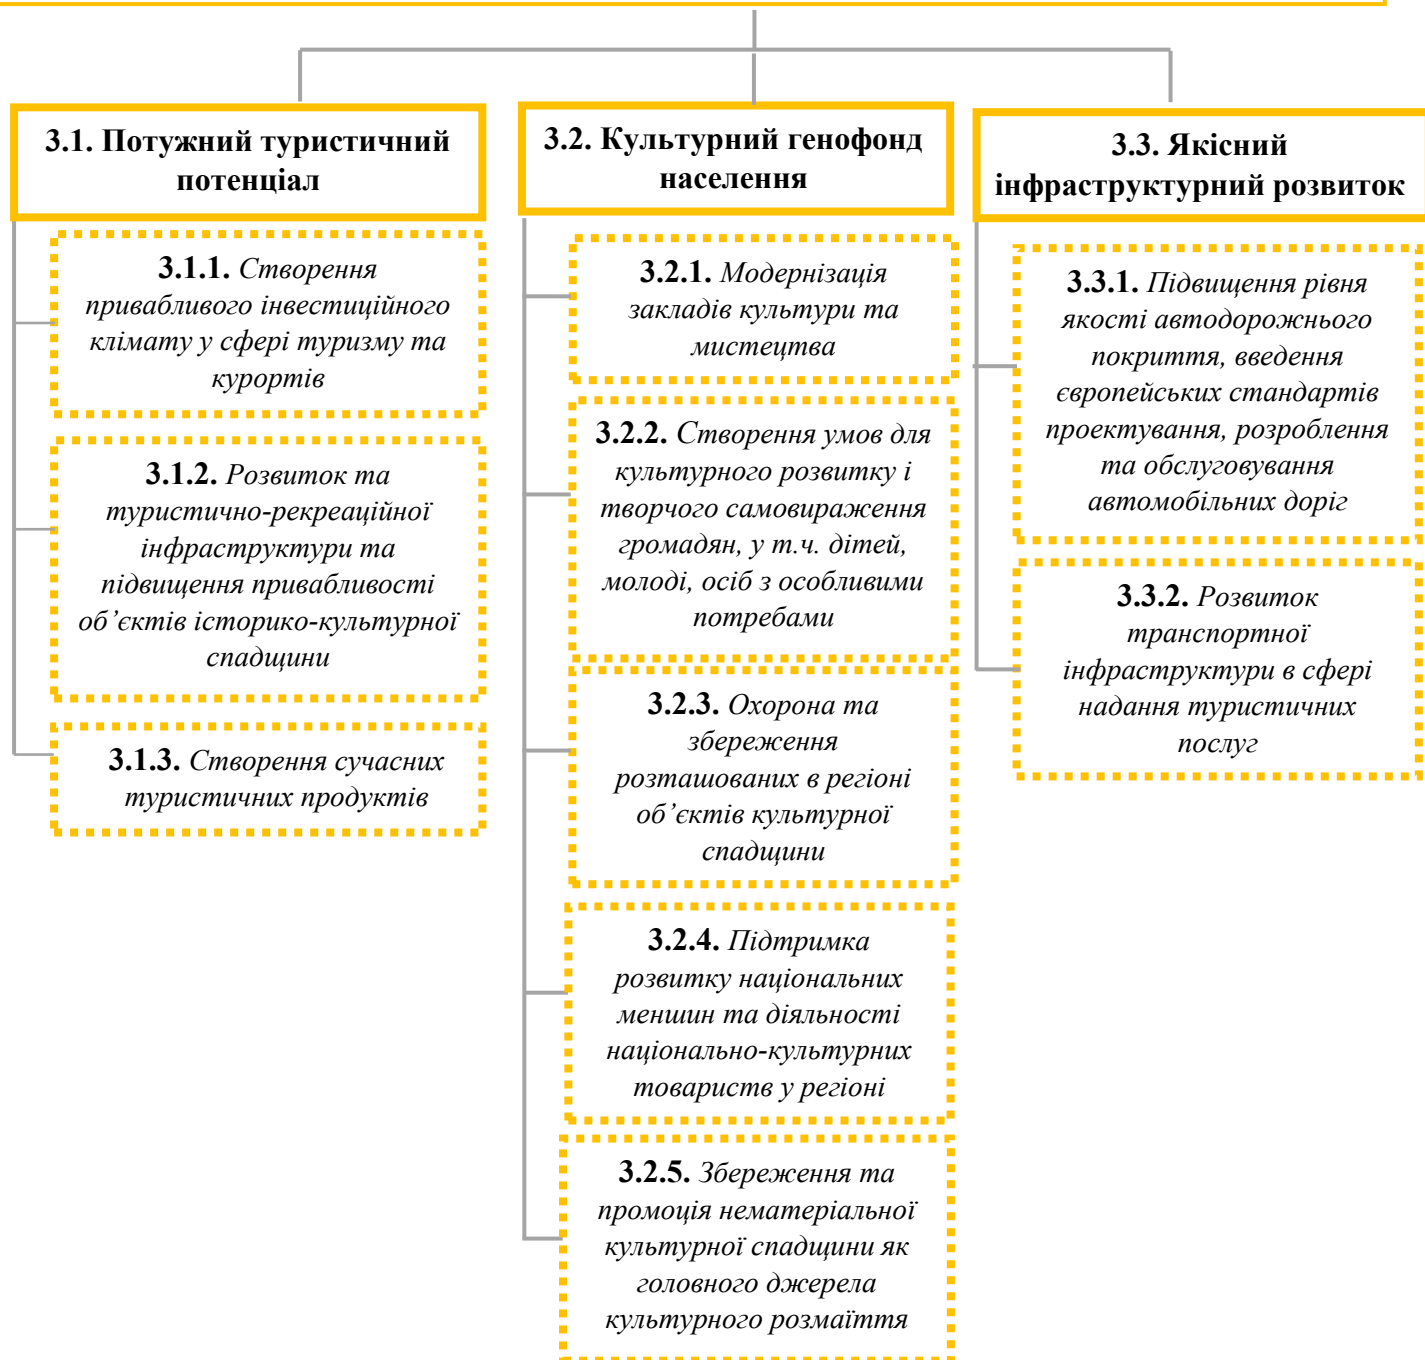 3.1. Потужний туристичний
потенціал
3.1.1. Створення
привабливого інвестиційного
клімату у сфері туризму та
курортів
3.1.2. Розвиток та
туристично-рекреаційної
інфраструктури та
підвищення привабливості
об’єктів історико-культурної
спадщини
3.1.3. Створення сучасних
туристичних продуктів
3.2. Культурний генофонд
населення
3.2.1. Модернізація
закладів культури та
мистецтва
3.2.2. Створення умов для
культурного розвитку і
творчого самовираження
громадян, у т.ч. дітей,
молоді, осіб з особливими
потребами
3.2.3. Охорона та
збереження
розташованих в регіоні
об’єктів культурної
спадщини
3.2.4. Підтримка
розвитку національних
меншин та діяльності
національно-культурних
товариств у регіоні
3.2.5. Збереження та
промоція нематеріальної
культурної спадщини як
головного джерела
культурного розмаїття
3.3. Якісний
інфраструктурний розвиток
3.3.1. Підвищення рівня
якості автодорожнього
покриття, введення
європейських стандартів
проектування, розроблення
та обслуговування
автомобільних доріг
3.3.2. Розвиток
транспортної
інфраструктури в сфері
надання туристичних
послуг